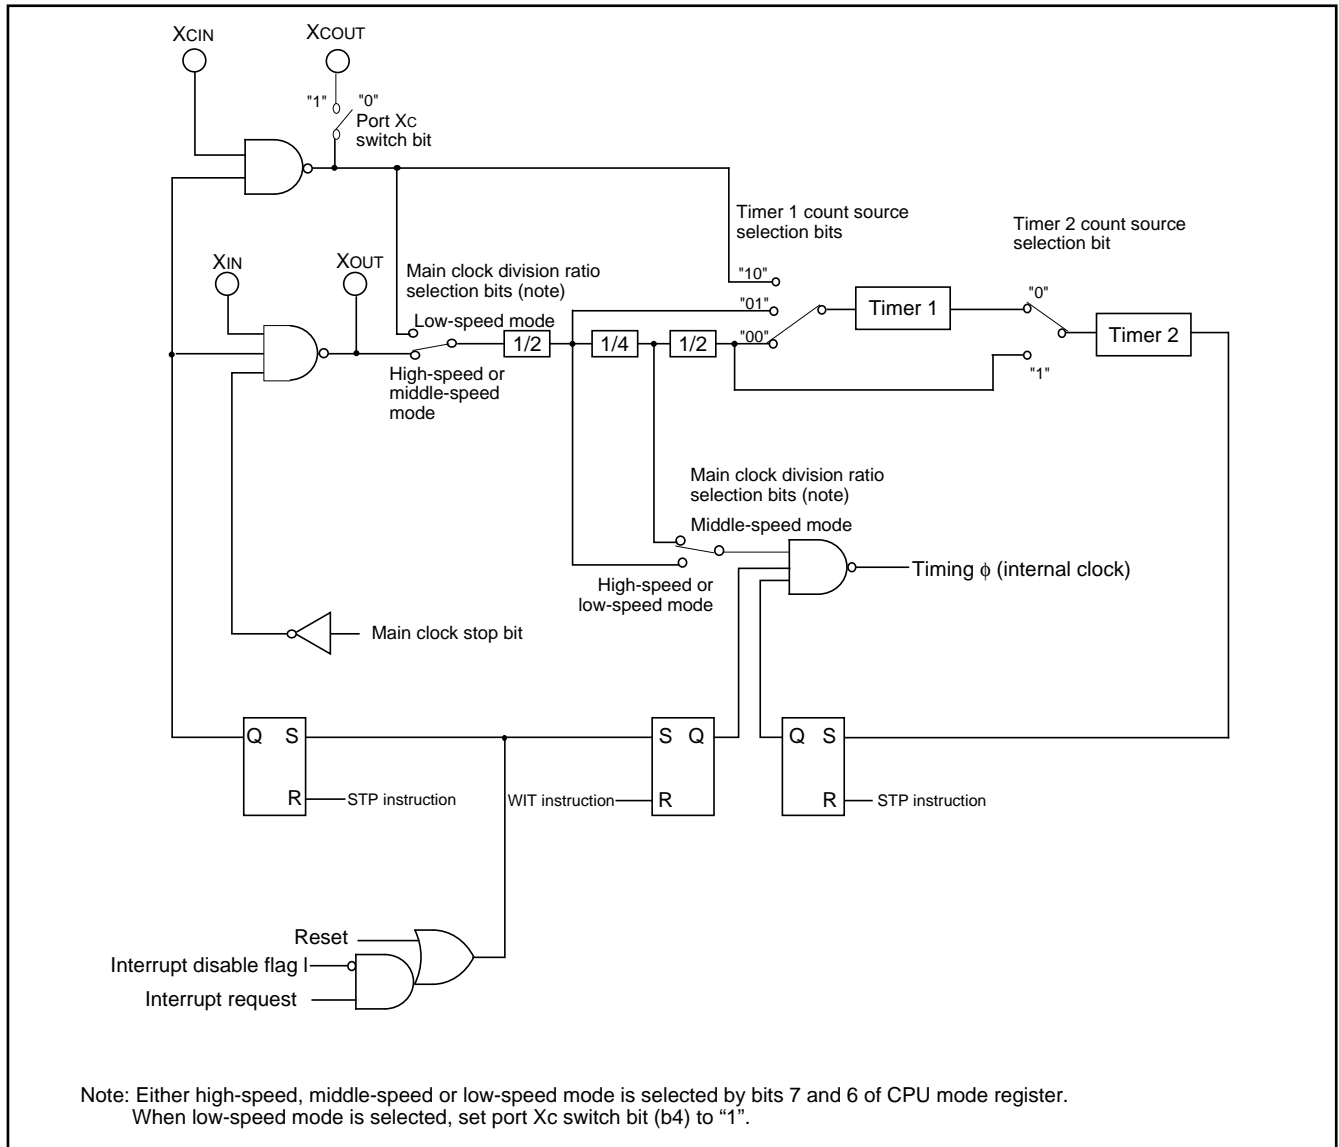 XCIN
XCOUT
"1"
"0"
Port XC
switch bit
Timer 1 count source
selection bits
Timer 2 count source
selection bit
XIN
XOUT
Main clock division ratio
selection bits (note)
Low-speed mode
"10"
"01"
"00"
Timer 1
"0"
Timer 2
"1"
1/2
1/4
1/2
High-speed or
middle-speed
mode
Main clock division ratio
selection bits (note)
Middle-speed mode
High-speed or
low-speed mode
Timing ϕ (internal clock)
Main clock stop bit
Q S
R
STP instruction
WIT instruction
S Q
R
Q S
R
STP instruction
Reset
Interrupt disable flag I
Interrupt request
Note: Either high-speed, middle-speed or low-speed mode is selected by bits 7 and 6 of CPU mode register.
When low-speed mode is selected, set port Xc switch bit (b4) to “1”.